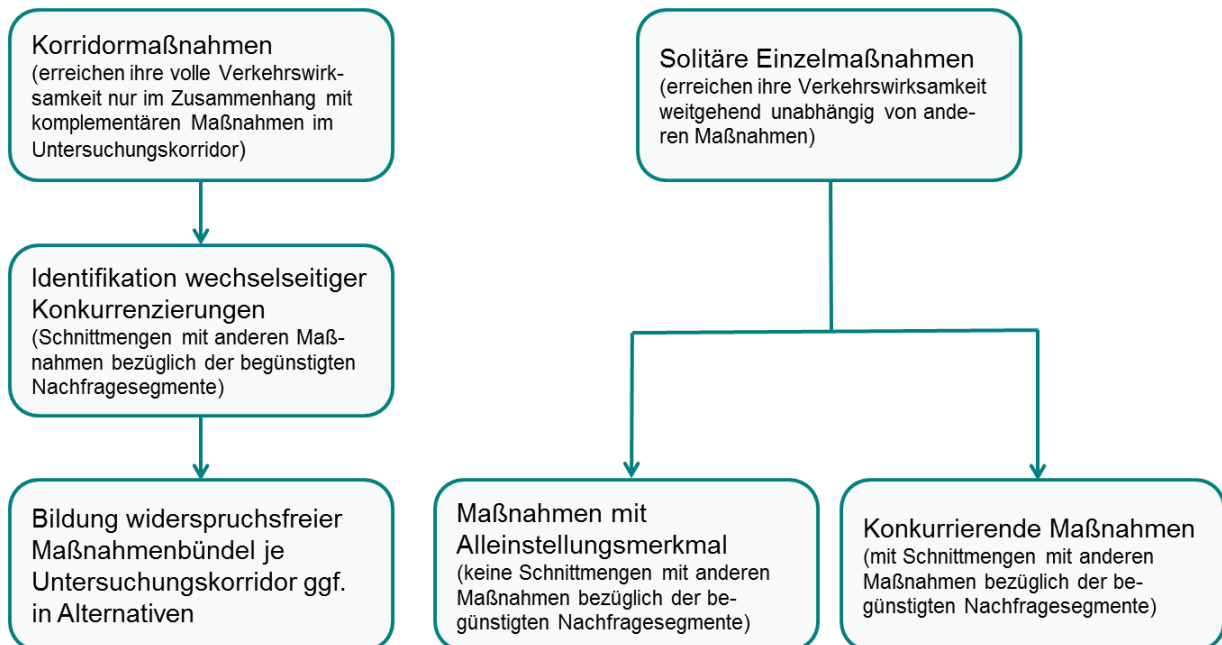 Korridormaßnahmen
(erreichen ihre volle Verkehrswirk-
samkeit nur im Zusammenhang mit
komplementären Maßnahmen im
Untersuchungskorridor)
Solitäre Einzelmaßnahmen
(erreichen ihre Verkehrswirksamkeit
weitgehend unabhängig von ande-
ren Maßnahmen)
Identifikation wechselseitiger
Konkurrenzierungen
(Schnittmengen mit anderen Maß-
nahmen bezüglich der begünstigten
Nachfragesegmente)
Bildung widerspruchsfreier
Maßnahmenbündel je
Untersuchungskorridor ggf.
in Alternativen
Maßnahmen mit
Alleinstellungsmerkmal
(keine Schnittmengen mit anderen
Maßnahmen bezüglich der be-
günstigten Nachfragesegmente)
Konkurrierende Maßnahmen
(mit Schnittmengen mit anderen
Maßnahmen bezüglich der be-
günstigten Nachfragesegmente)